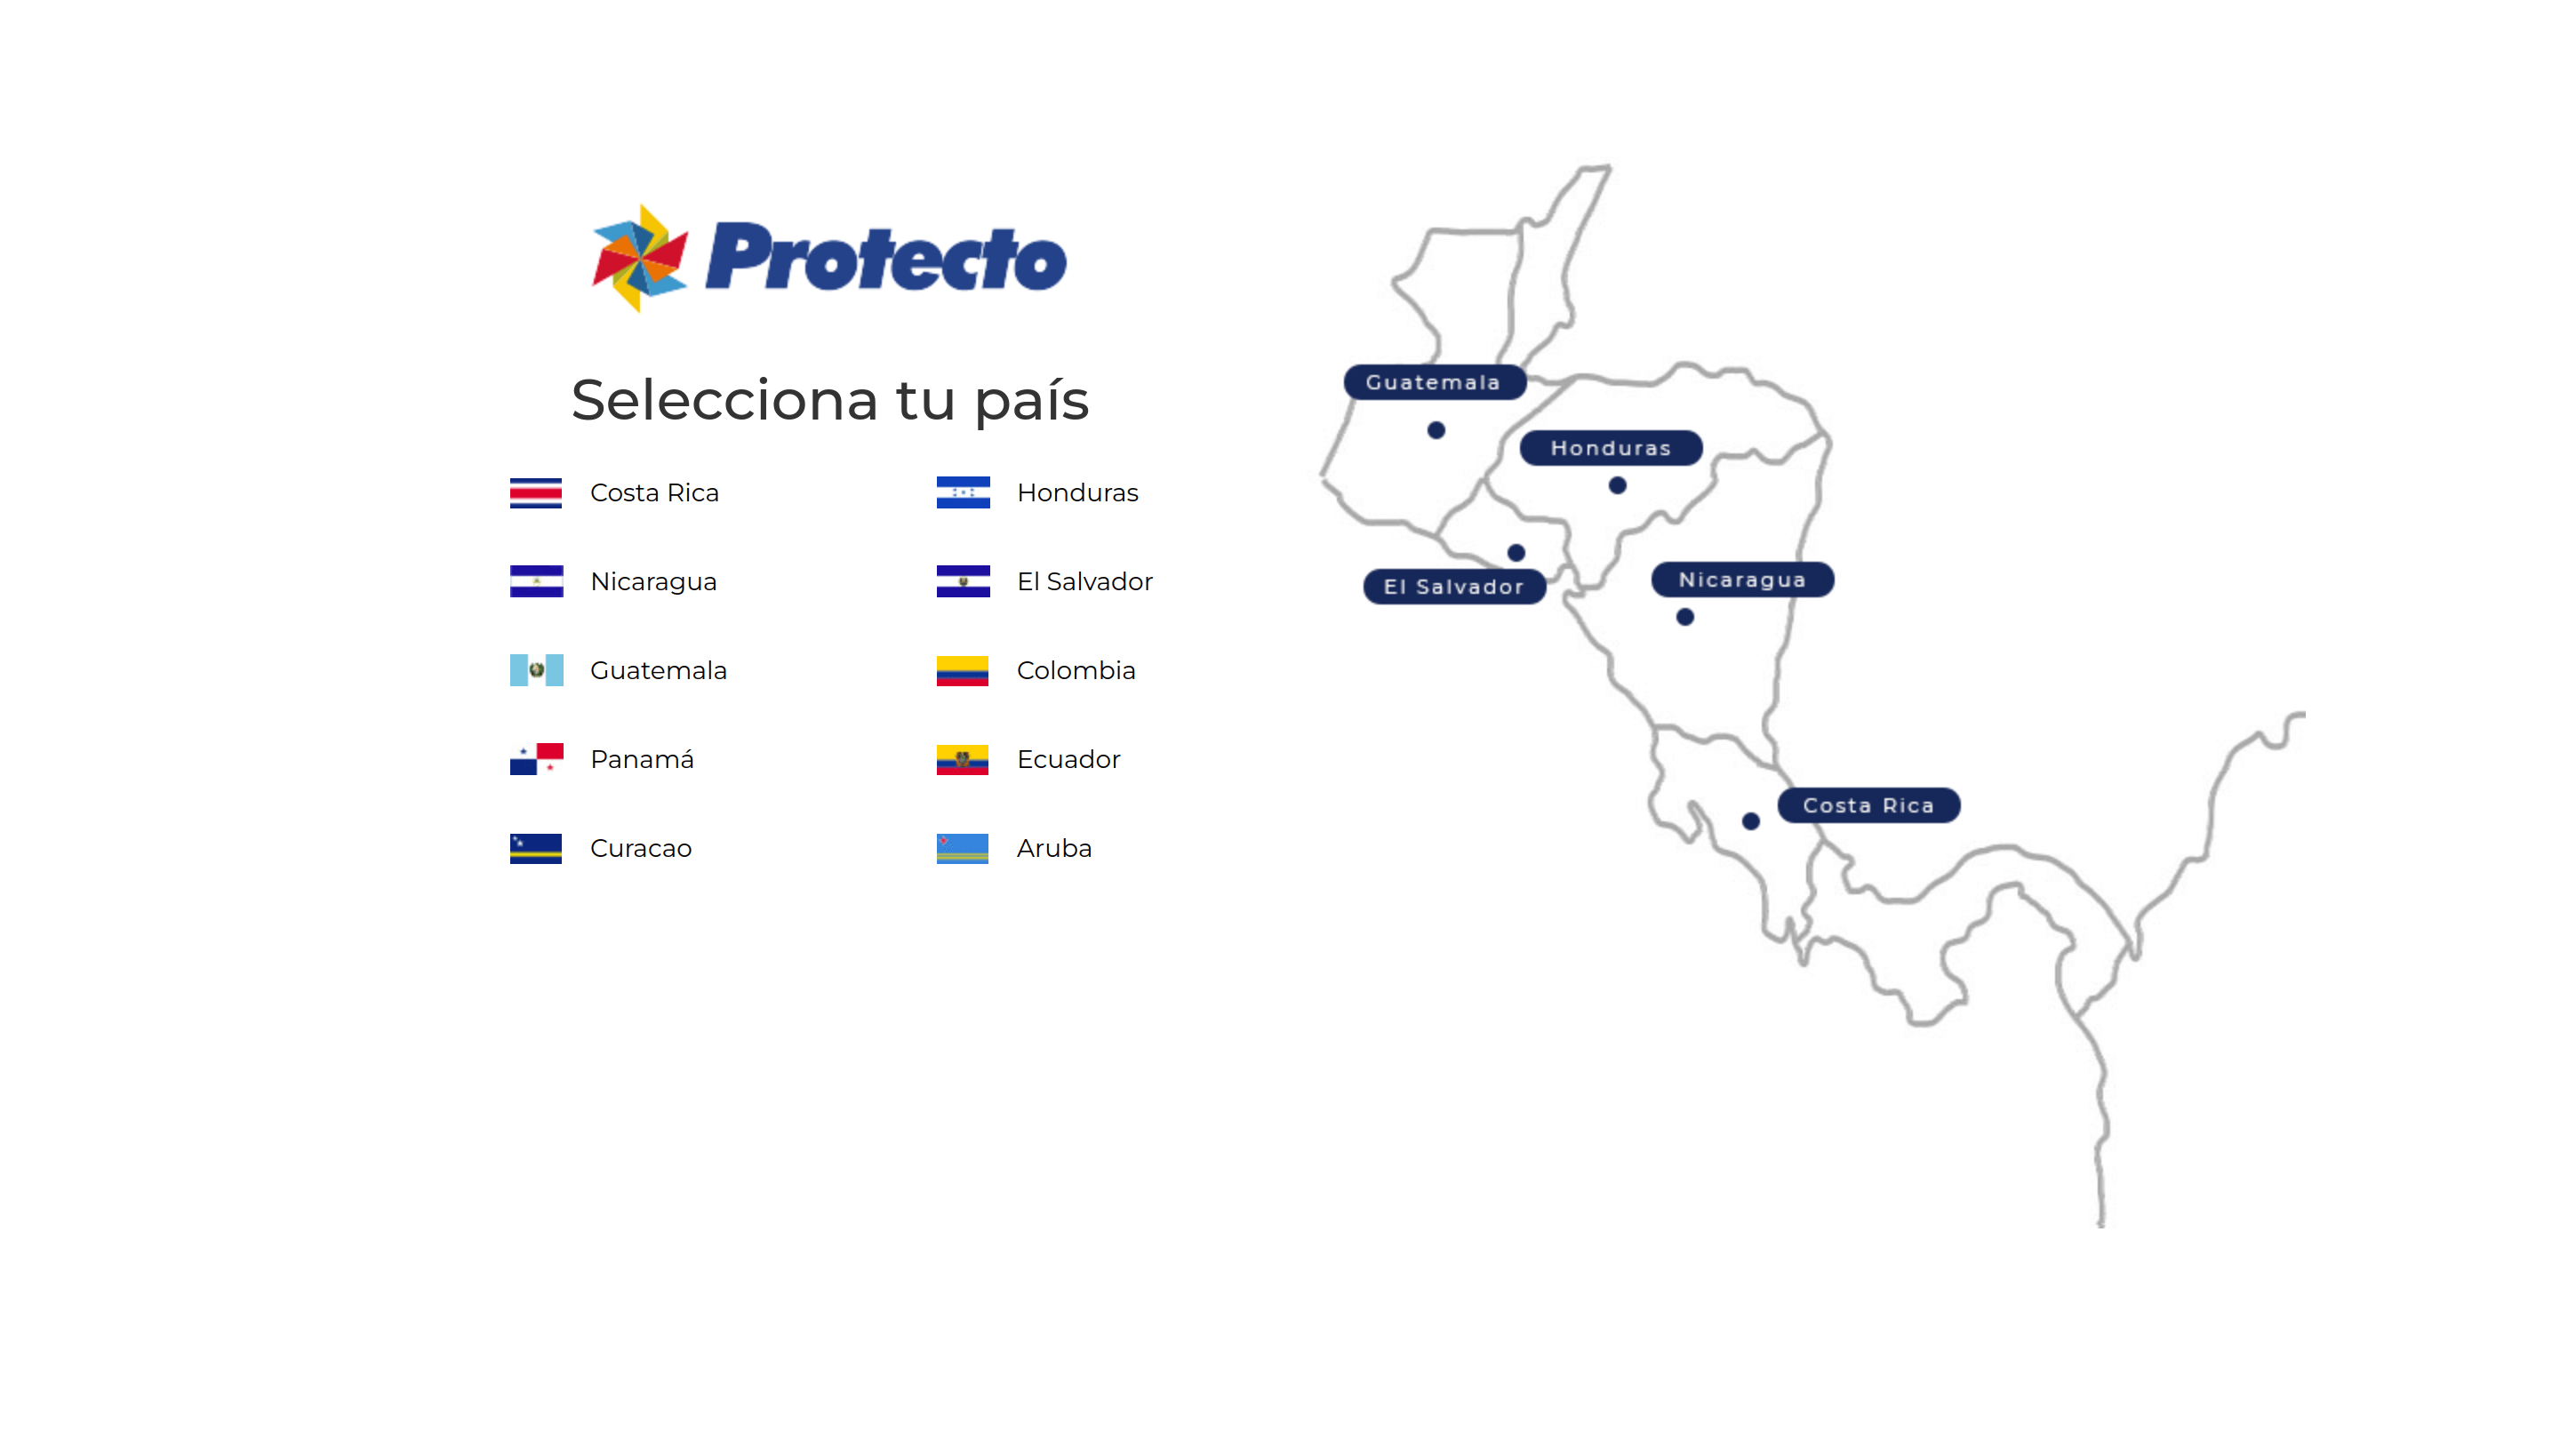 Protecto
Selecciona tu país
Costa Rica
Honduras
Nicaragua
El Salvador
Guatemala
Colombia
Panamá
Ecuador
Curacao
Aruba
Guatemala
Honduras
El Salvador
Nicaragua
Costa Rica